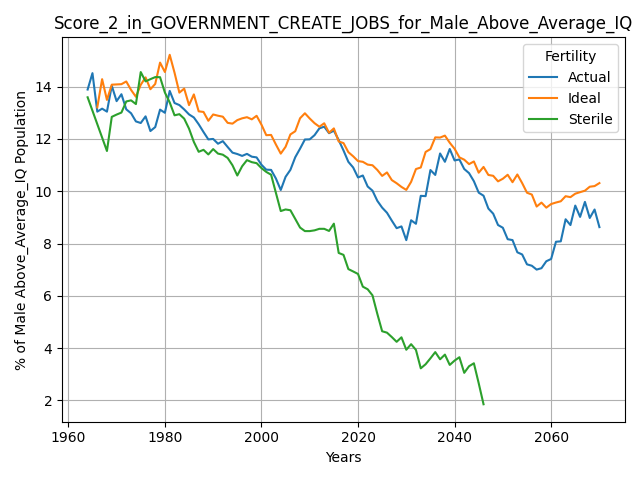 Score_2_in_GOVERNMENT_CREATE_JOBS_for_Male_Above_Average_IQ
Fertility
Actual
Ideal
Sterile
% of Male Above_Average_IQ Population
14
12
10
8
6
4
2
1960
1980
2000
2020
2040
2060
Years